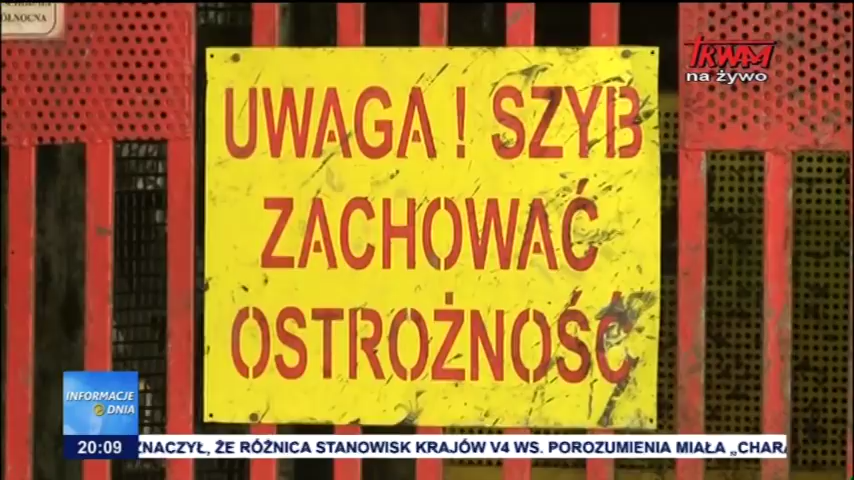 ÓŁNOCNA
TRWAM
na żywo
UWAGA ! SZYB
ZACHOWAĆ
OSTROŻNOŚĆ
INFORMACJE
DNIA
20:09
ZNACZYŁ, ŻE RÓŻNICA STANOWISK KRAJÓW V4 WS. POROZUMIENIA MIAŁA „CHARA